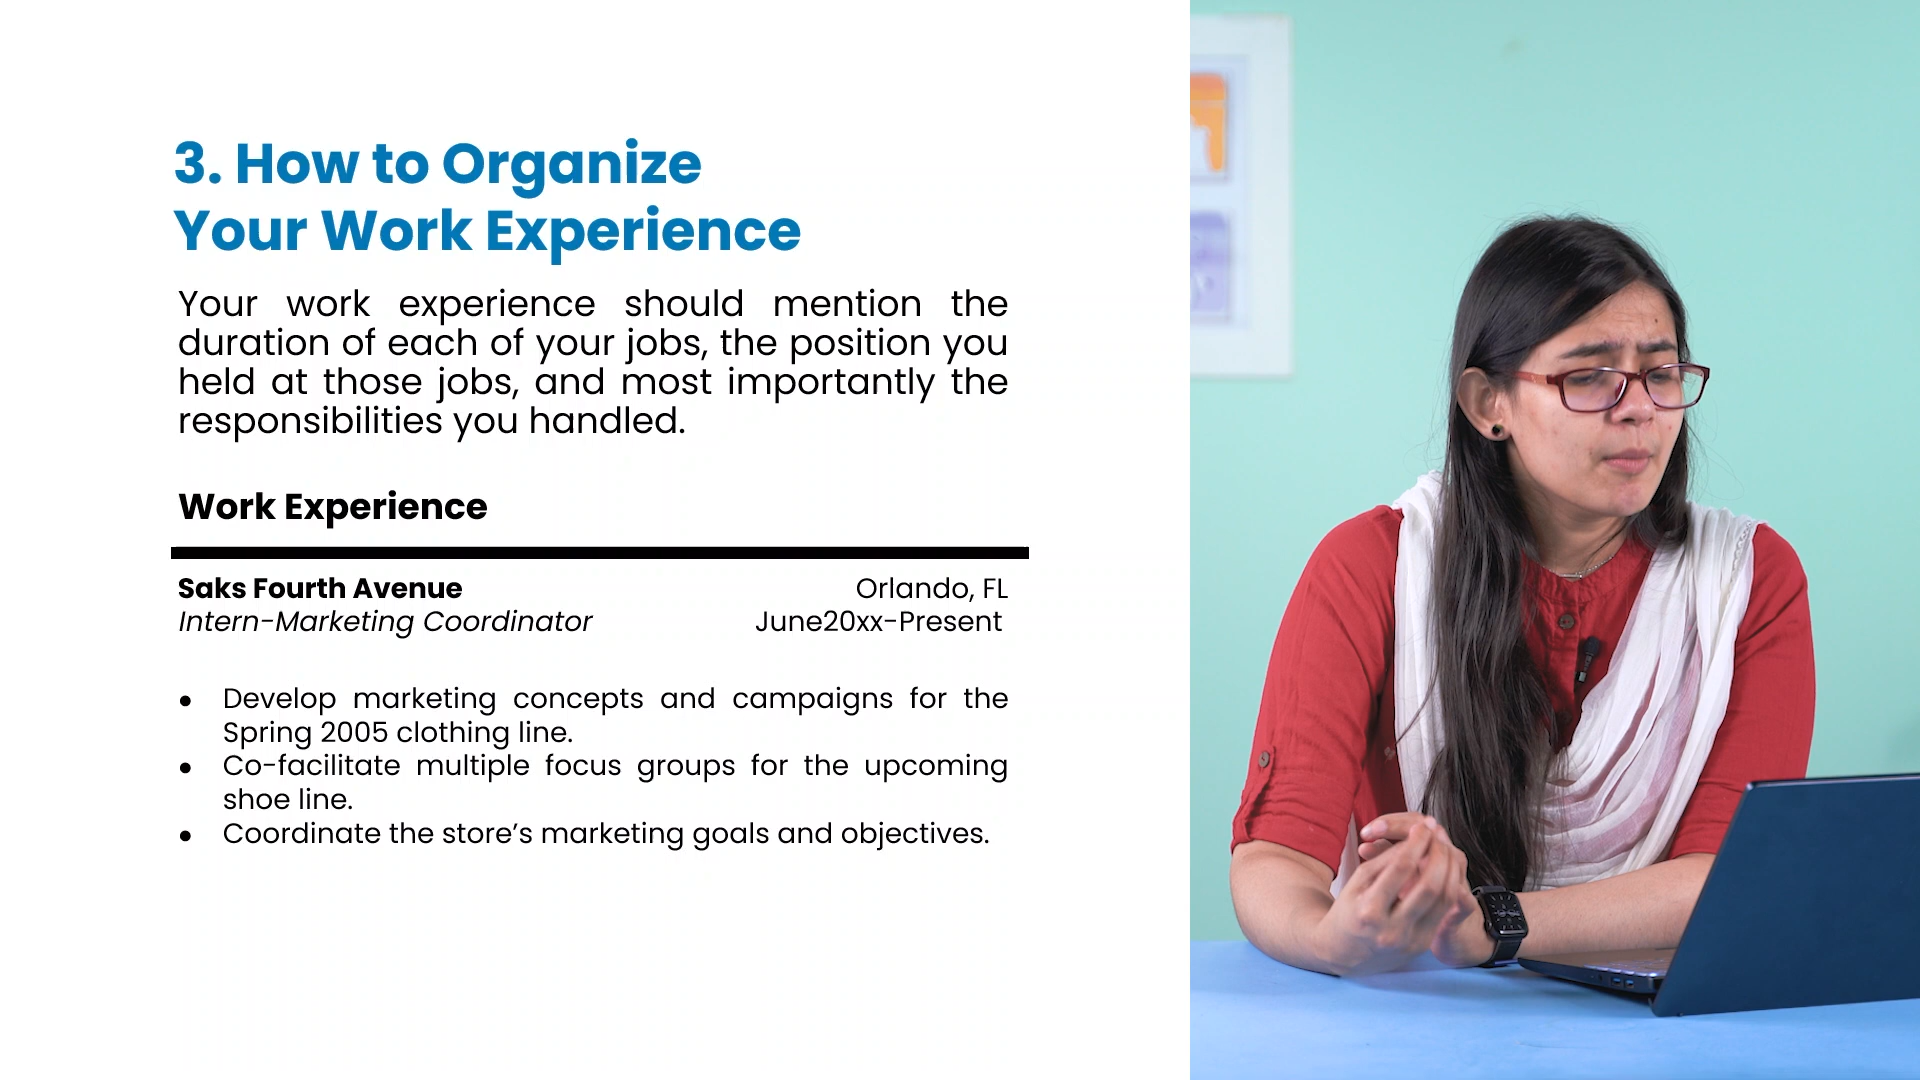 3. How to Organize
Your Work Experience
Your work experience should mention the
duration of each of your jobs, the position you
held at those jobs, and most importantly the
responsibilities you handled.
Work Experience
Saks Fourth Avenue Orlando, FL
Intern-Marketing Coordinator June20xx-Present
• Develop marketing concepts and campaigns for the
Spring 2005 clothing line.
• Co-facilitate multiple focus groups for the upcoming
shoe line.
• Coordinate the store’s marketing goals and objectives.